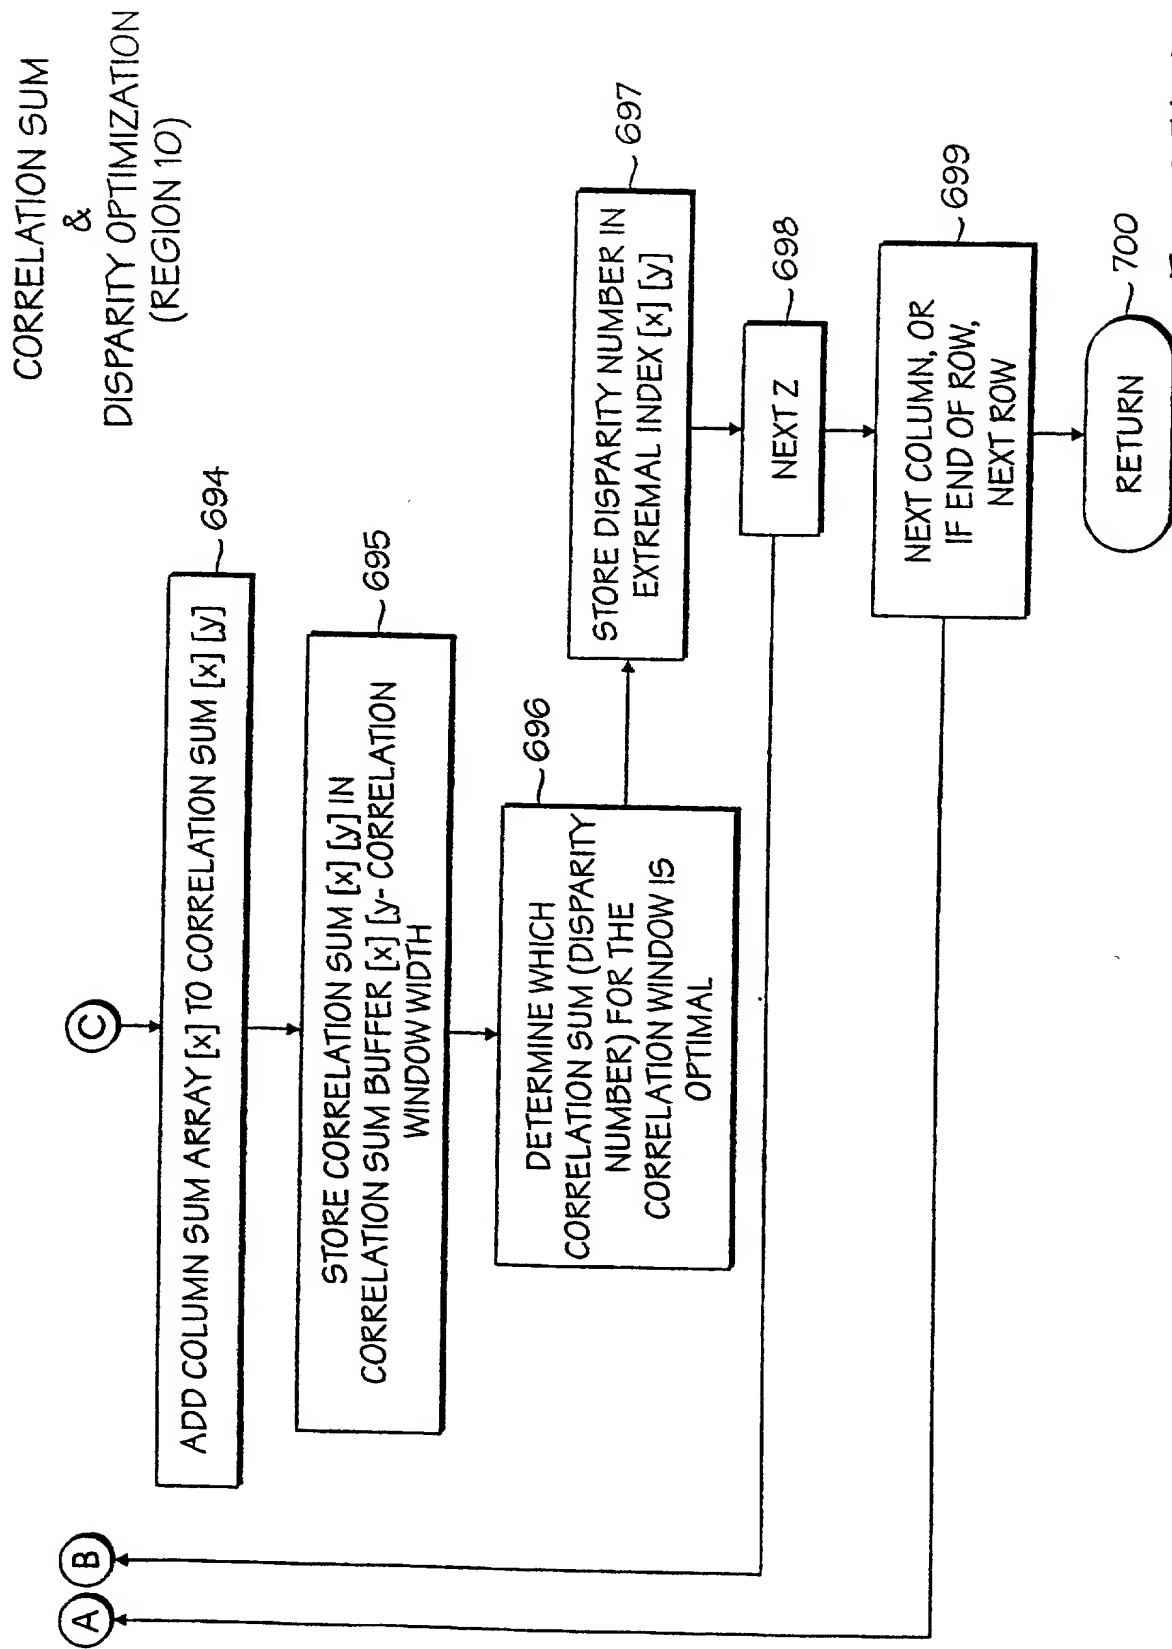 CORRELATION SUM
&
DISPARITY OPTIMIZATION
(REGION 10)
C
ADD COLUMN SUM ARRAY [x] TO CORRELATION SUM [x] [y]
694
STORE CORRELATION SUM [x] [y] IN
CORRELATION SUM BUFFER [x] [y- CORRELATION
WINDOW WIDTH
695
DETERMINE WHICH
CORRELATION SUM (DISPARITY
NUMBER) FOR THE
CORRELATION WINDOW IS
OPTIMAL
696
STORE DISPARITY NUMBER IN
EXTREMAL INDEX [x] [y]
697
NEXT Z
698
NEXT COLUMN, OR
IF END OF ROW,
NEXT ROW
699
RETURN
700
A
B